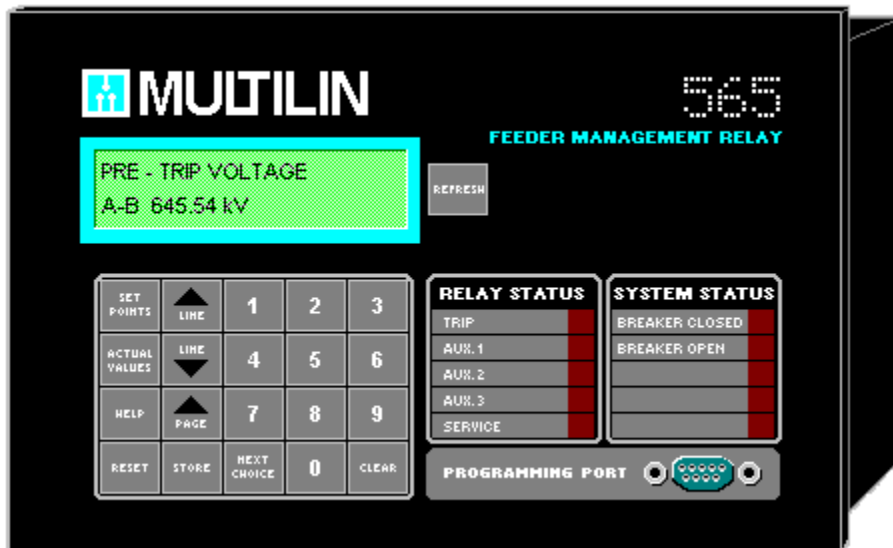 MULTILIN
565
FEEDER MANAGEMENT RELAY
PRE - TRIP VOLTAGE
A-B 645.54 kV
REFRESH
SET POINTS
LINE
1
2
3
ACTUAL VALUES
LINE
4
5
6
HELP
PAGE
7
8
9
RESET
STORE
NEXT CHOICE
0
CLEAR
RELAY STATUS
TRIP
AUX.1
AUX.2
AUX.3
SERVICE
SYSTEM STATUS
BREAKER CLOSED
BREAKER OPEN
PROGRAMMING PORT